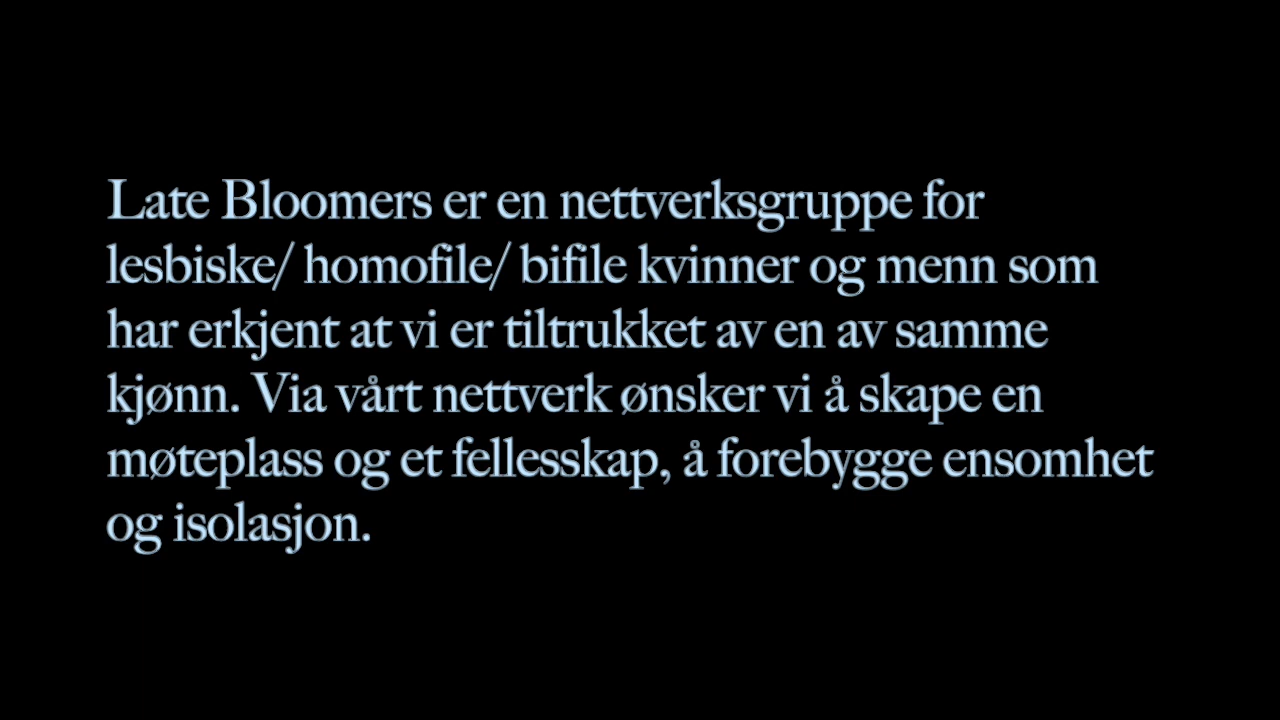 Late Bloomers er en nettverksgruppe for
lesbiske/ homofile/ bifile kvinner og menn som
har erkjent at vi er tiltrukket av en av samme
kjønn. Via vårt nettverk ønsker vi å skape en
møteplass og et fellesskap, å forebygge ensomhet
og isolasjon.